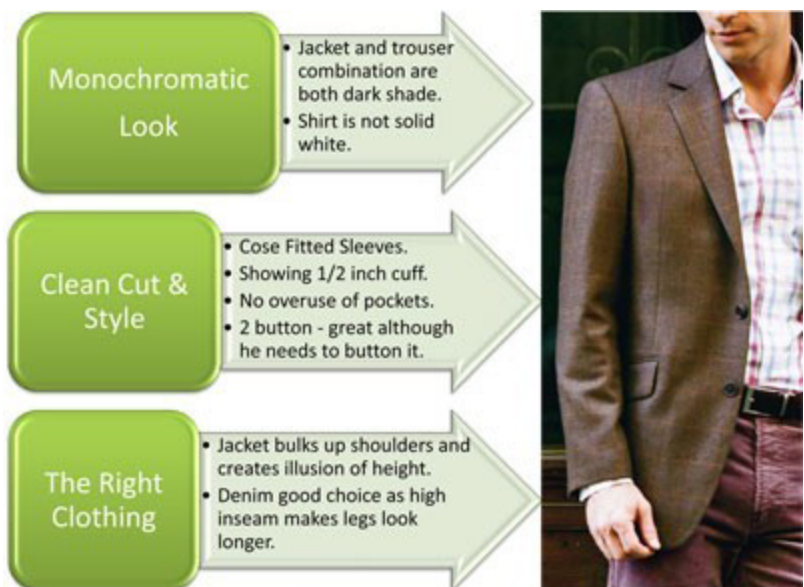 Monochromatic
Look
• Jacket and trouser
combination are
both dark shade.
• Shirt is not solid
white.
Clean Cut &
Style
• Cose Fitted Sleeves.
• Showing 1/2 inch cuff.
• No overuse of pockets.
• 2 button - great although
he needs to button it.
The Right
Clothing
• Jacket bulks up shoulders and
creates illusion of height.
• Denim good choice as high
inseam makes legs look
longer.